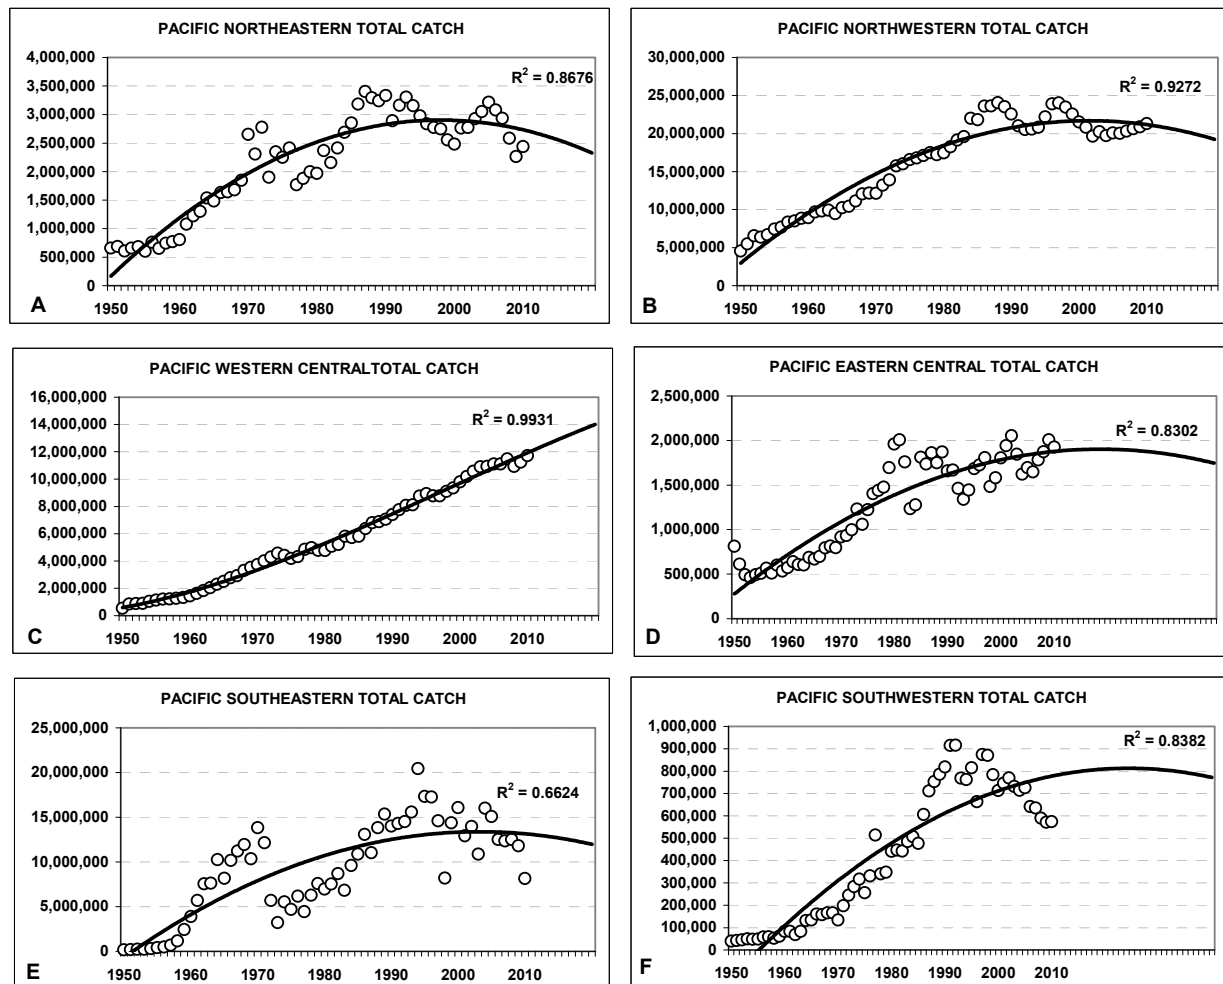 PACIFIC NORTHEASTERN TOTAL CATCH
4,000,000
3,500,000
3,000,000
2,500,000
2,000,000
1,500,000
1,000,000
500,000
0
R² = 0.8676
1950 1960 1970 1980 1990 2000 2010
A
PACIFIC NORTHWESTERN TOTAL CATCH
30,000,000
25,000,000
20,000,000
15,000,000
10,000,000
5,000,000
0
R² = 0.9272
1950 1960 1970 1980 1990 2000 2010
B
PACIFIC WESTERN CENTRALTOTAL CATCH
16,000,000
14,000,000
12,000,000
10,000,000
8,000,000
6,000,000
4,000,000
2,000,000
0
R² = 0.9931
1950 1960 1970 1980 1990 2000 2010
C
PACIFIC EASTERN CENTRAL TOTAL CATCH
2,500,000
2,000,000
1,500,000
1,000,000
500,000
0
R² = 0.8302
1950 1960 1970 1980 1990 2000 2010
D
PACIFIC SOUTHEASTERN TOTAL CATCH
25,000,000
20,000,000
15,000,000
10,000,000
5,000,000
0
R² = 0.6624
1950 1960 1970 1980 1990 2000 2010
E
PACIFIC SOUTHWESTERN TOTAL CATCH
1,000,000
900,000
800,000
700,000
600,000
500,000
400,000
300,000
200,000
100,000
0
R² = 0.8382
1950 1960 1970 1980 1990 2000 2010
F